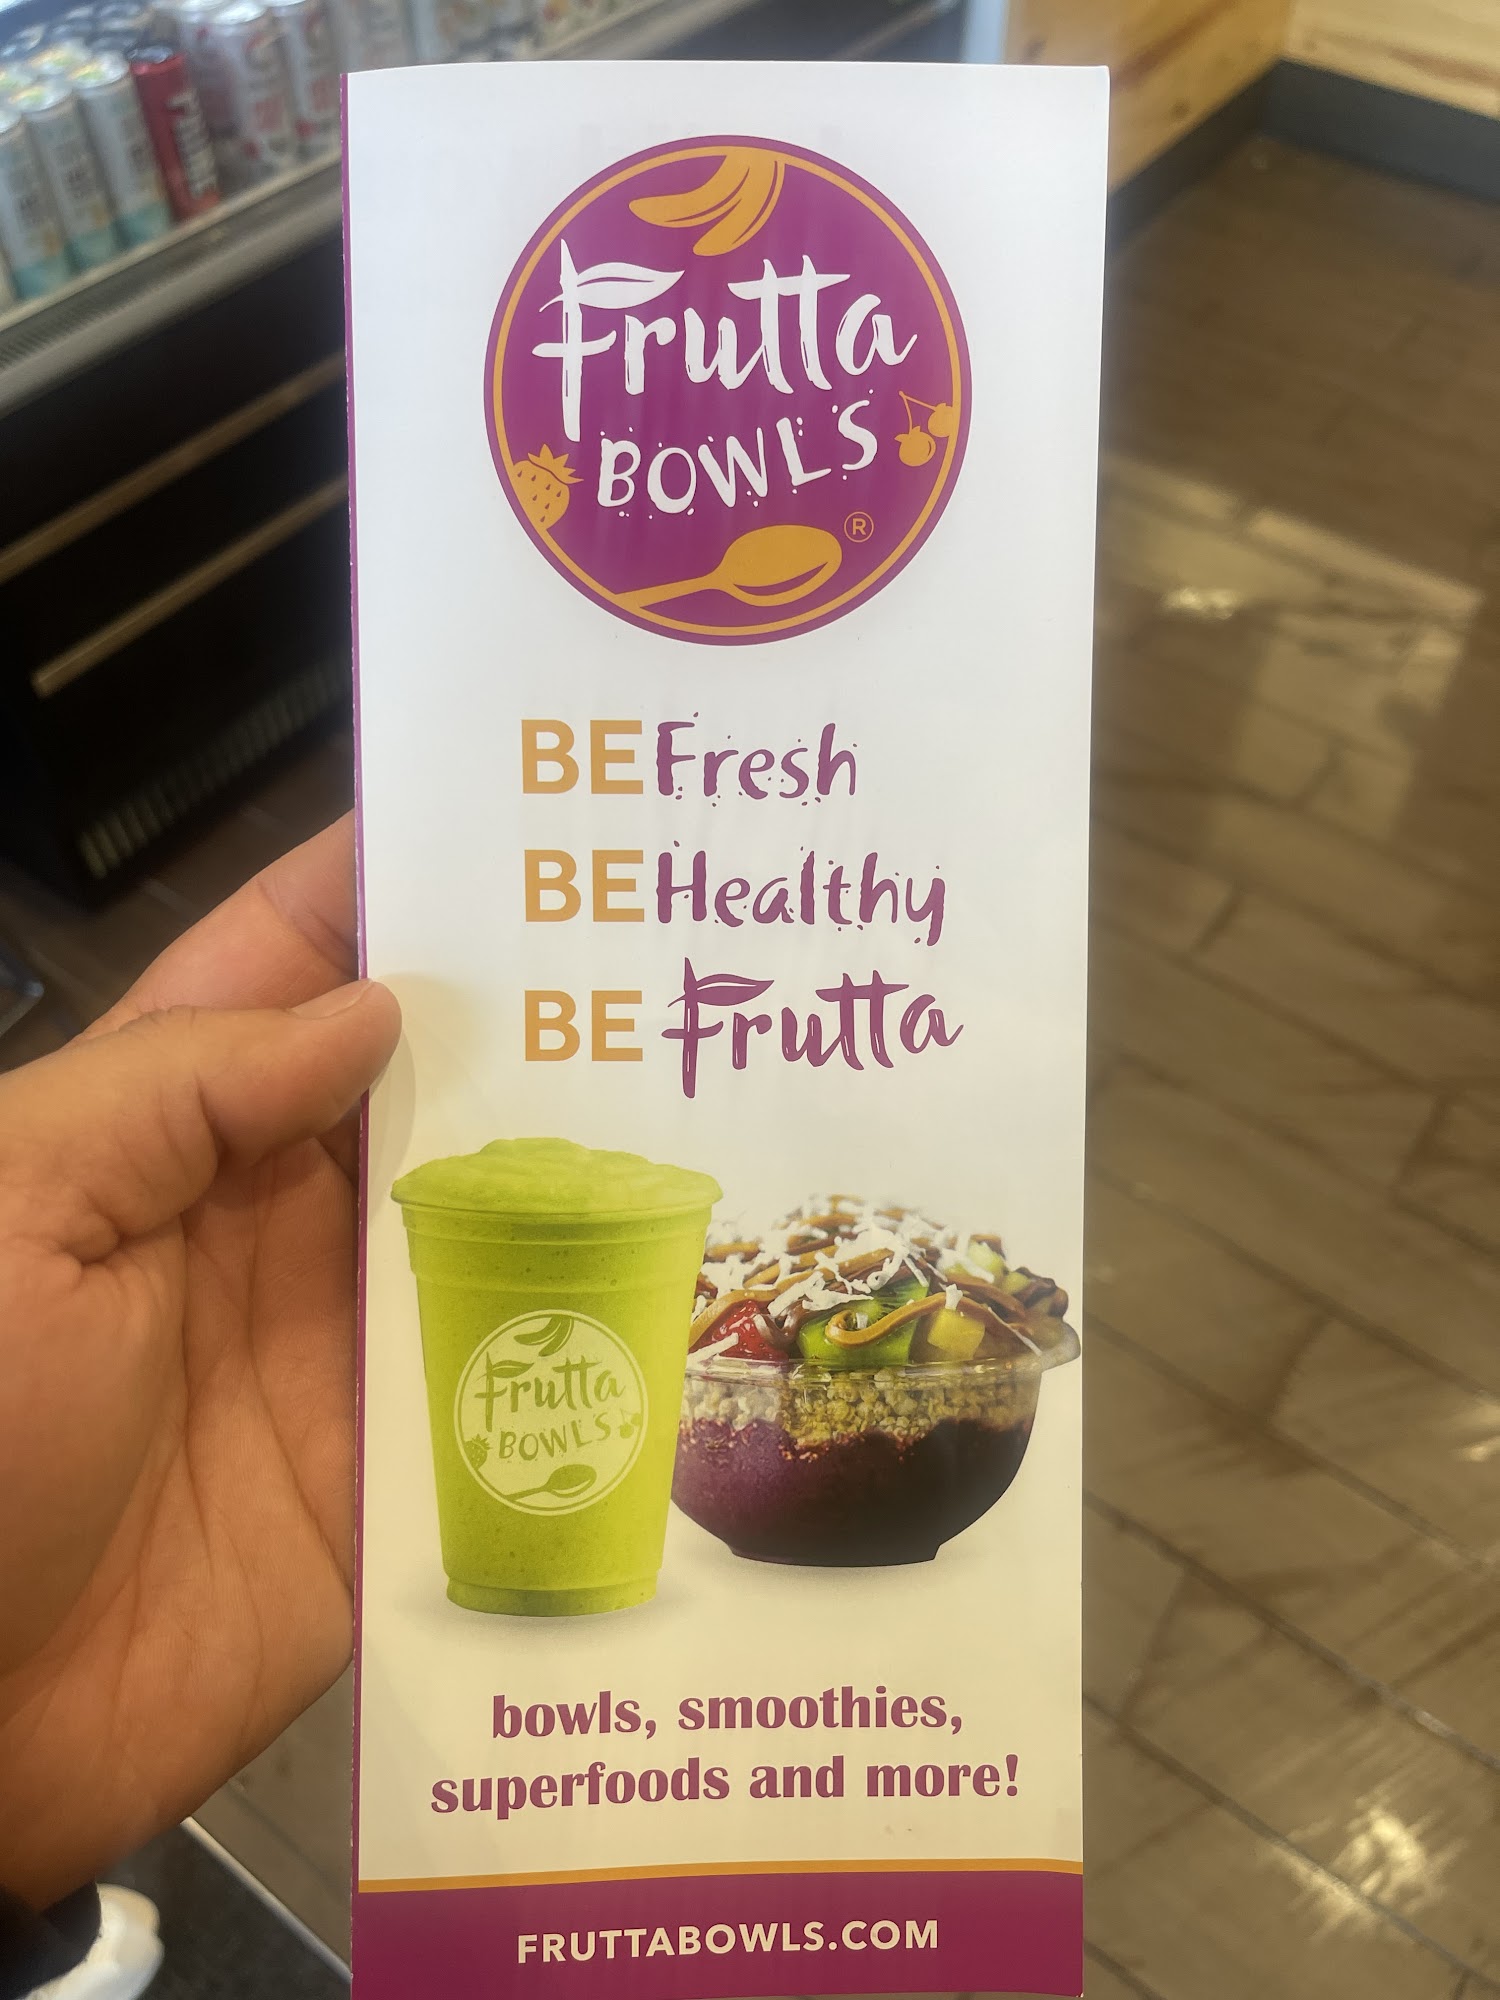 Frutta
BOWLS
®
BE Fresh
BE Healthy
BE Frutta
Frutta
BOWLS
bowls, smoothies,
superfoods and more!
FRUTTABOWLS.COM